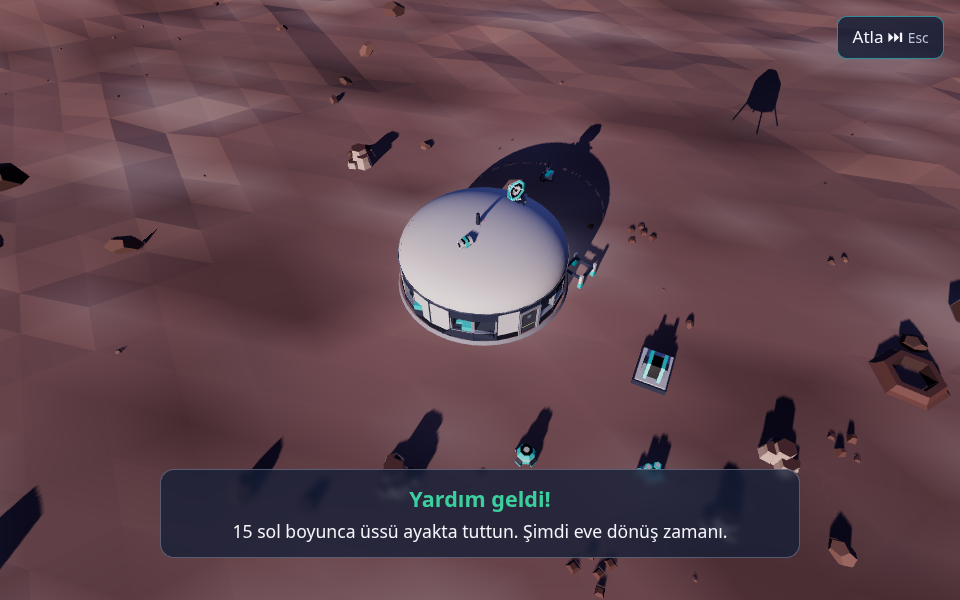 Atla ⏭ Esc
Yardım geldi!
15 sol boyunca üssü ayakta tuttun. Şimdi eve dönüş zamanı.